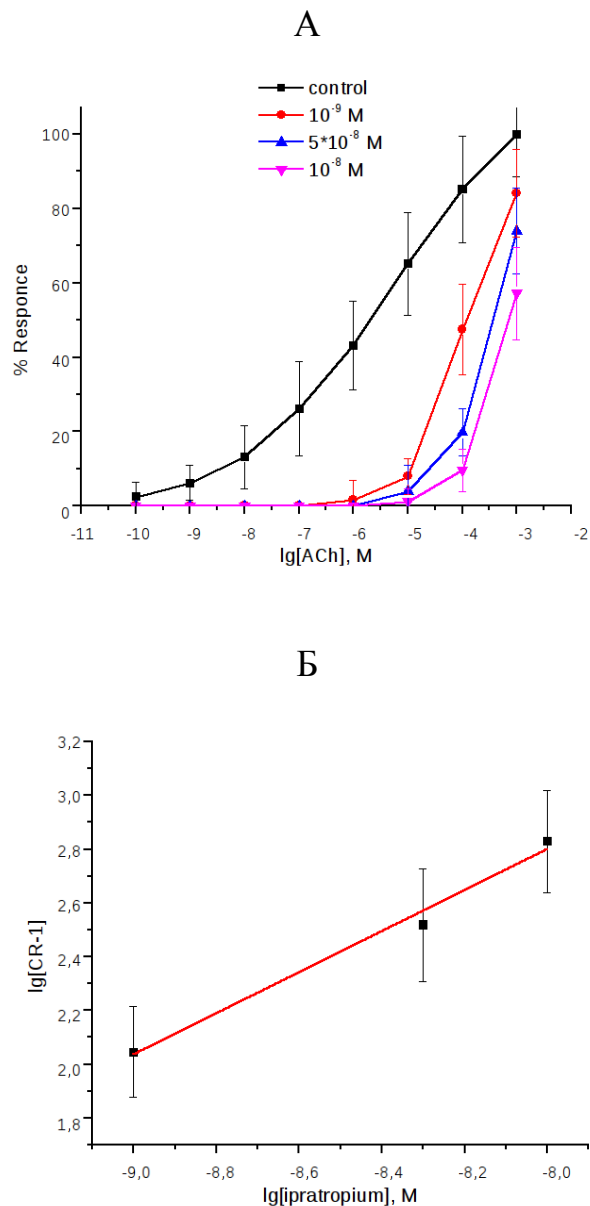 А
control
10⁻⁹ M
5*10⁻⁸ M
10⁻⁸ M
100
80
60
40
20
0
% Responce
-11 -10 -9 -8 -7 -6 -5 -4 -3 -2
lg[ACh], M
Б
3,2
3,0
2,8
2,6
2,4
2,2
2,0
1,8
lg[CR-1]
-9,0 -8,8 -8,6 -8,4 -8,2 -8,0
lg[ipratropium], M